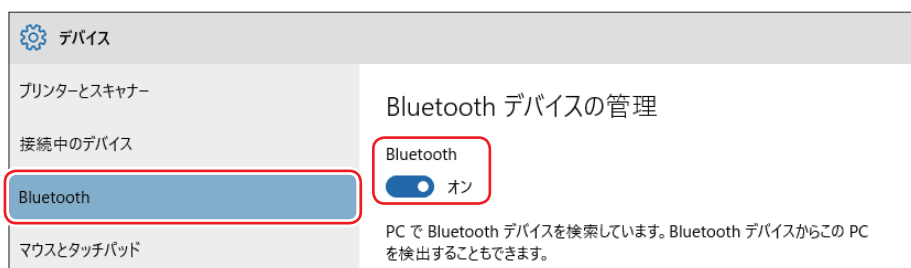 デバイス
プリンターとスキャナー
接続中のデバイス
Bluetooth
マウスとタッチパッド
Bluetooth デバイスの管理
Bluetooth
オン
PC で Bluetooth デバイスを検索しています。Bluetooth デバイスからこの PC
を検出することもできます。